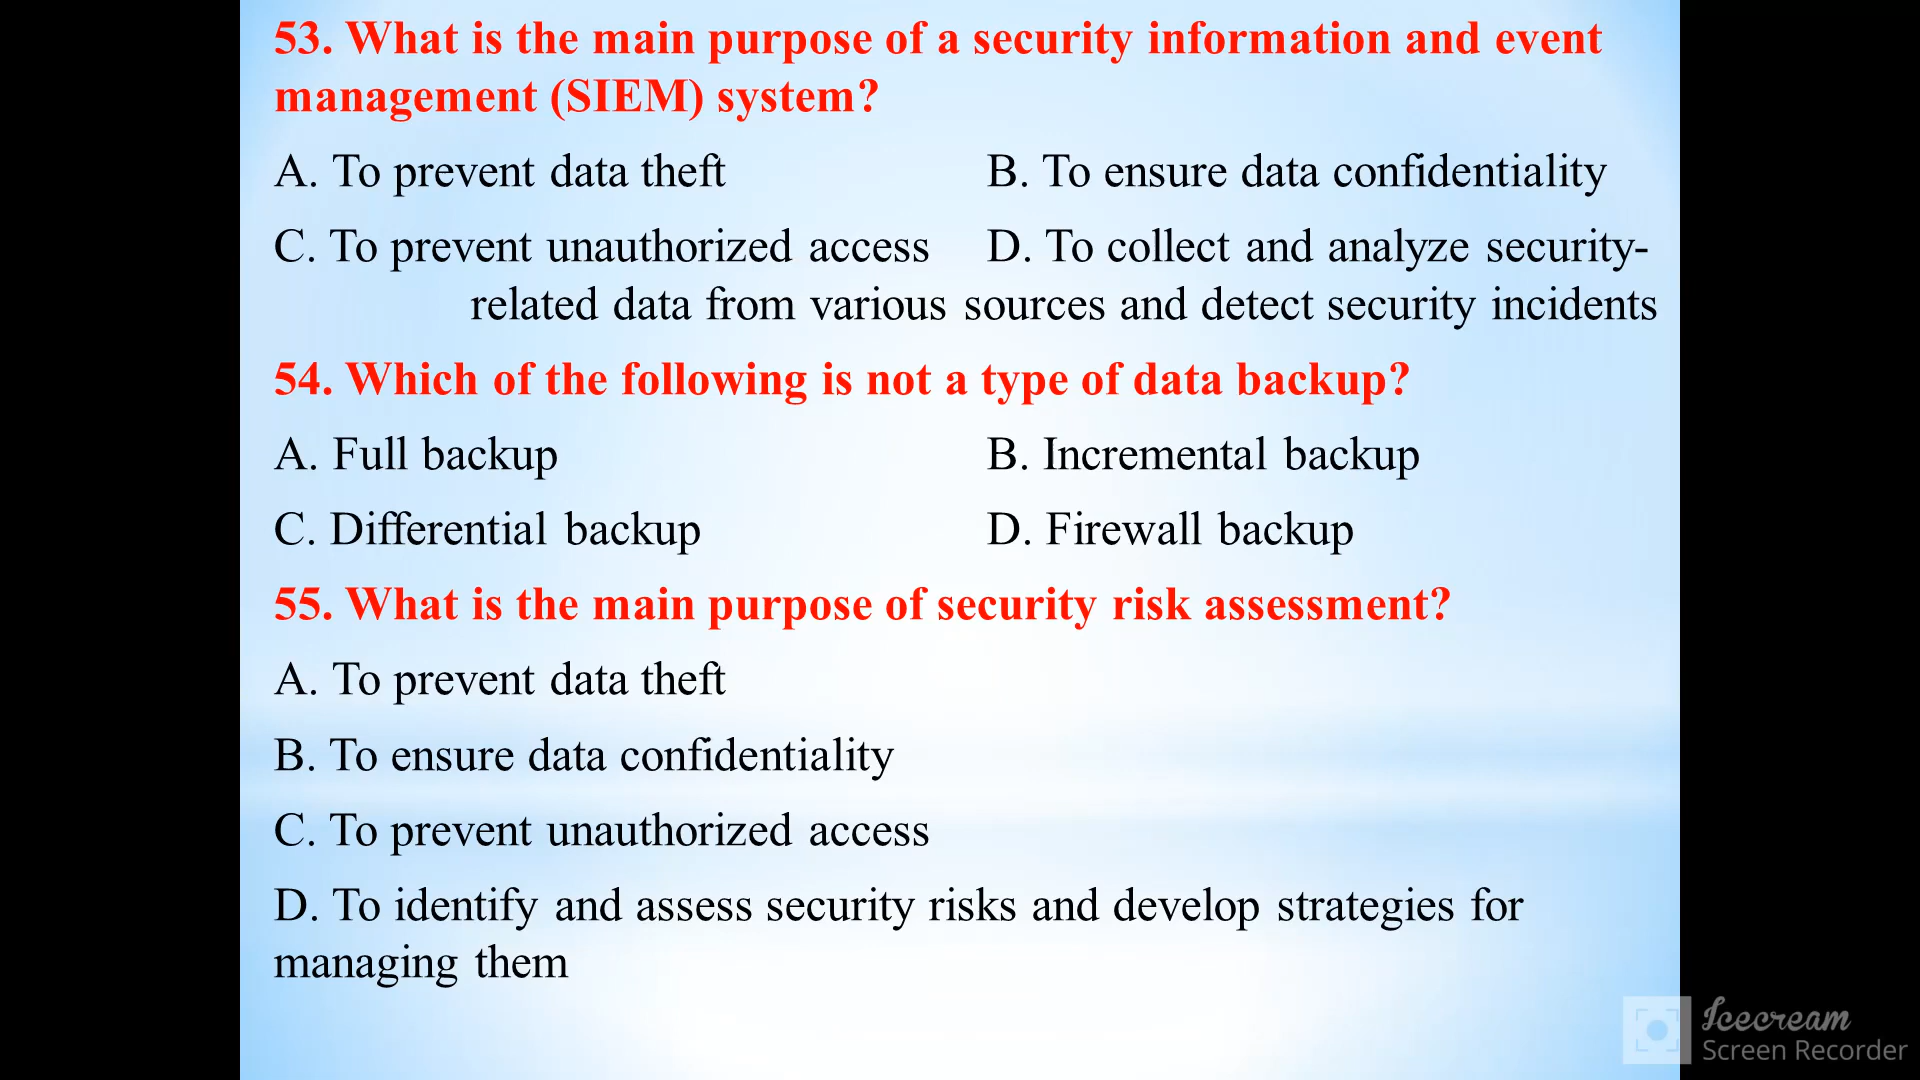 53. What is the main purpose of a security information and event
management (SIEM) system?
A. To prevent data theft B. To ensure data confidentiality
C. To prevent unauthorized access D. To collect and analyze security-
related data from various sources and detect security incidents
54. Which of the following is not a type of data backup?
A. Full backup B. Incremental backup
C. Differential backup D. Firewall backup
55. What is the main purpose of security risk assessment?
A. To prevent data theft
B. To ensure data confidentiality
C. To prevent unauthorized access
D. To identify and assess security risks and develop strategies for
managing them
Icecream
Screen Recorder